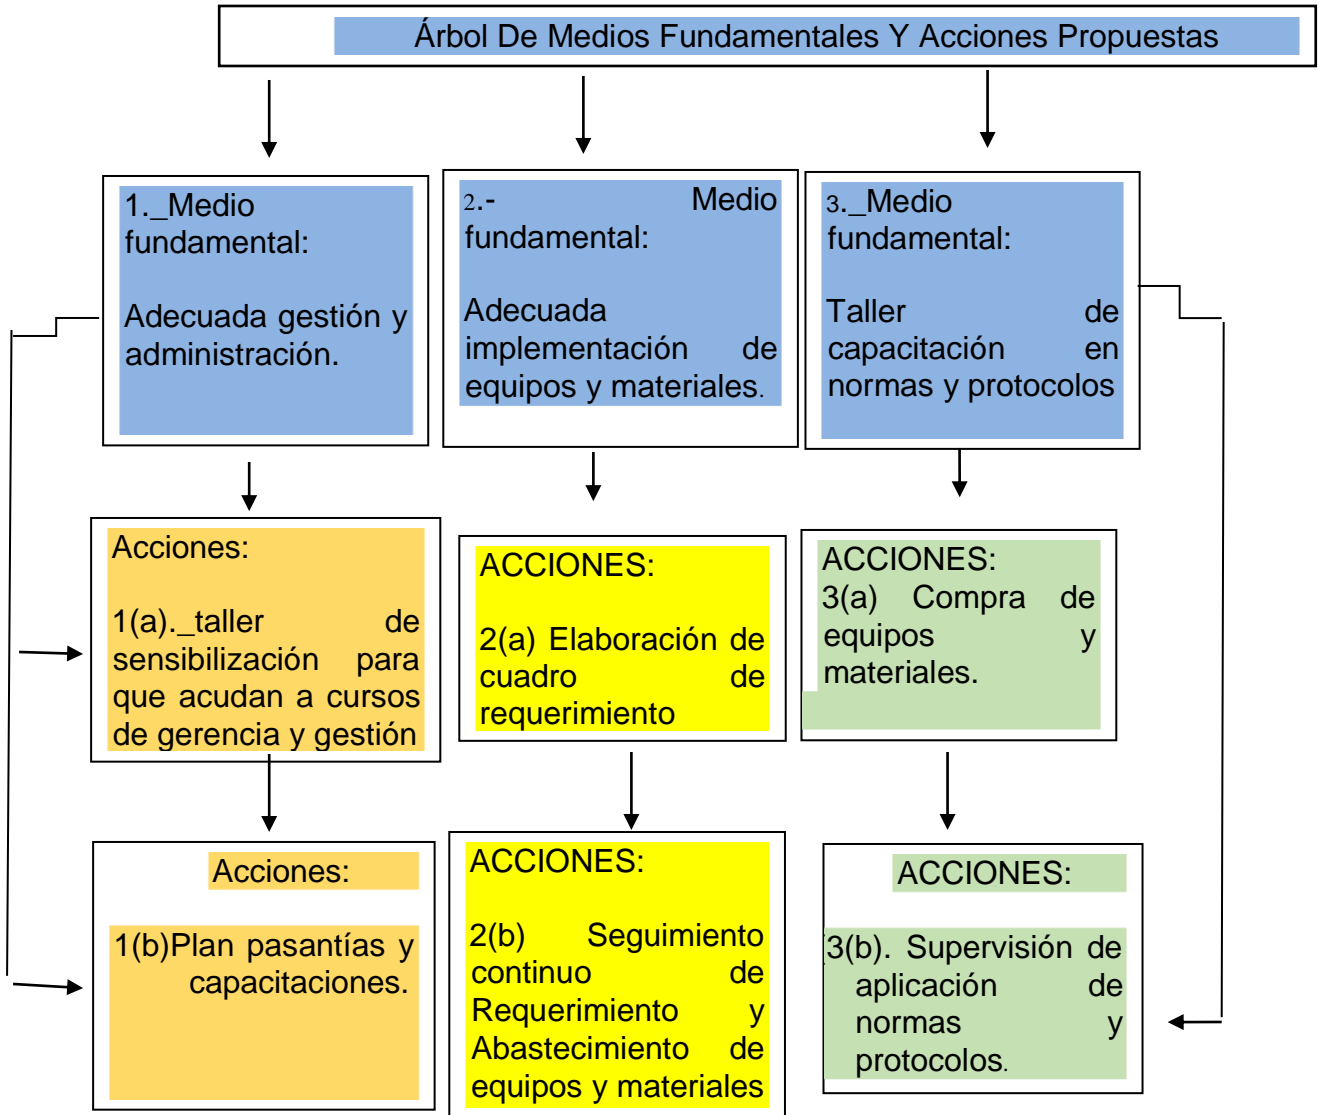 Árbol De Medios Fundamentales Y Acciones Propuestas
1._Medio
fundamental:
Adecuada gestión y
administración.
2.- Medio
fundamental:
Adecuada
implementación de
equipos y materiales.
3._Medio
fundamental:
Taller de
capacitación en
normas y protocolos
Acciones:
1(a)._taller de
sensibilización para
que acudan a cursos
de gerencia y gestión
ACCIONES:
2(a) Elaboración de
cuadro de
requerimiento
ACCIONES:
3(a) Compra de
equipos y
materiales.
Acciones:
1(b)Plan pasantías y
capacitaciones.
ACCIONES:
2(b) Seguimiento
continuo de
Requerimiento y
Abastecimiento de
equipos y materiales
ACCIONES:
3(b). Supervisión de
aplicación de
normas y
protocolos.